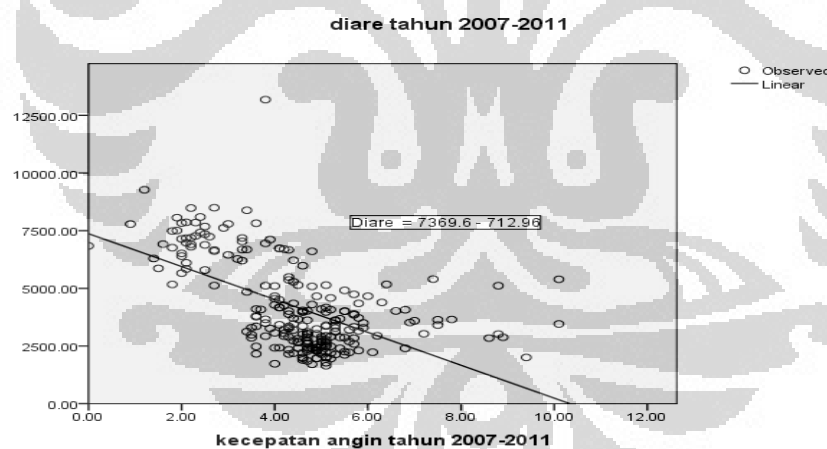 diare tahun 2007-2011
Observed
Linear
12500.00
10000.00
7500.00
Diare = 7369.6 - 712.96
5000.00
2500.00
0.00
0.00 2.00 4.00 6.00 8.00 10.00 12.00
kecepatan angin tahun 2007-2011